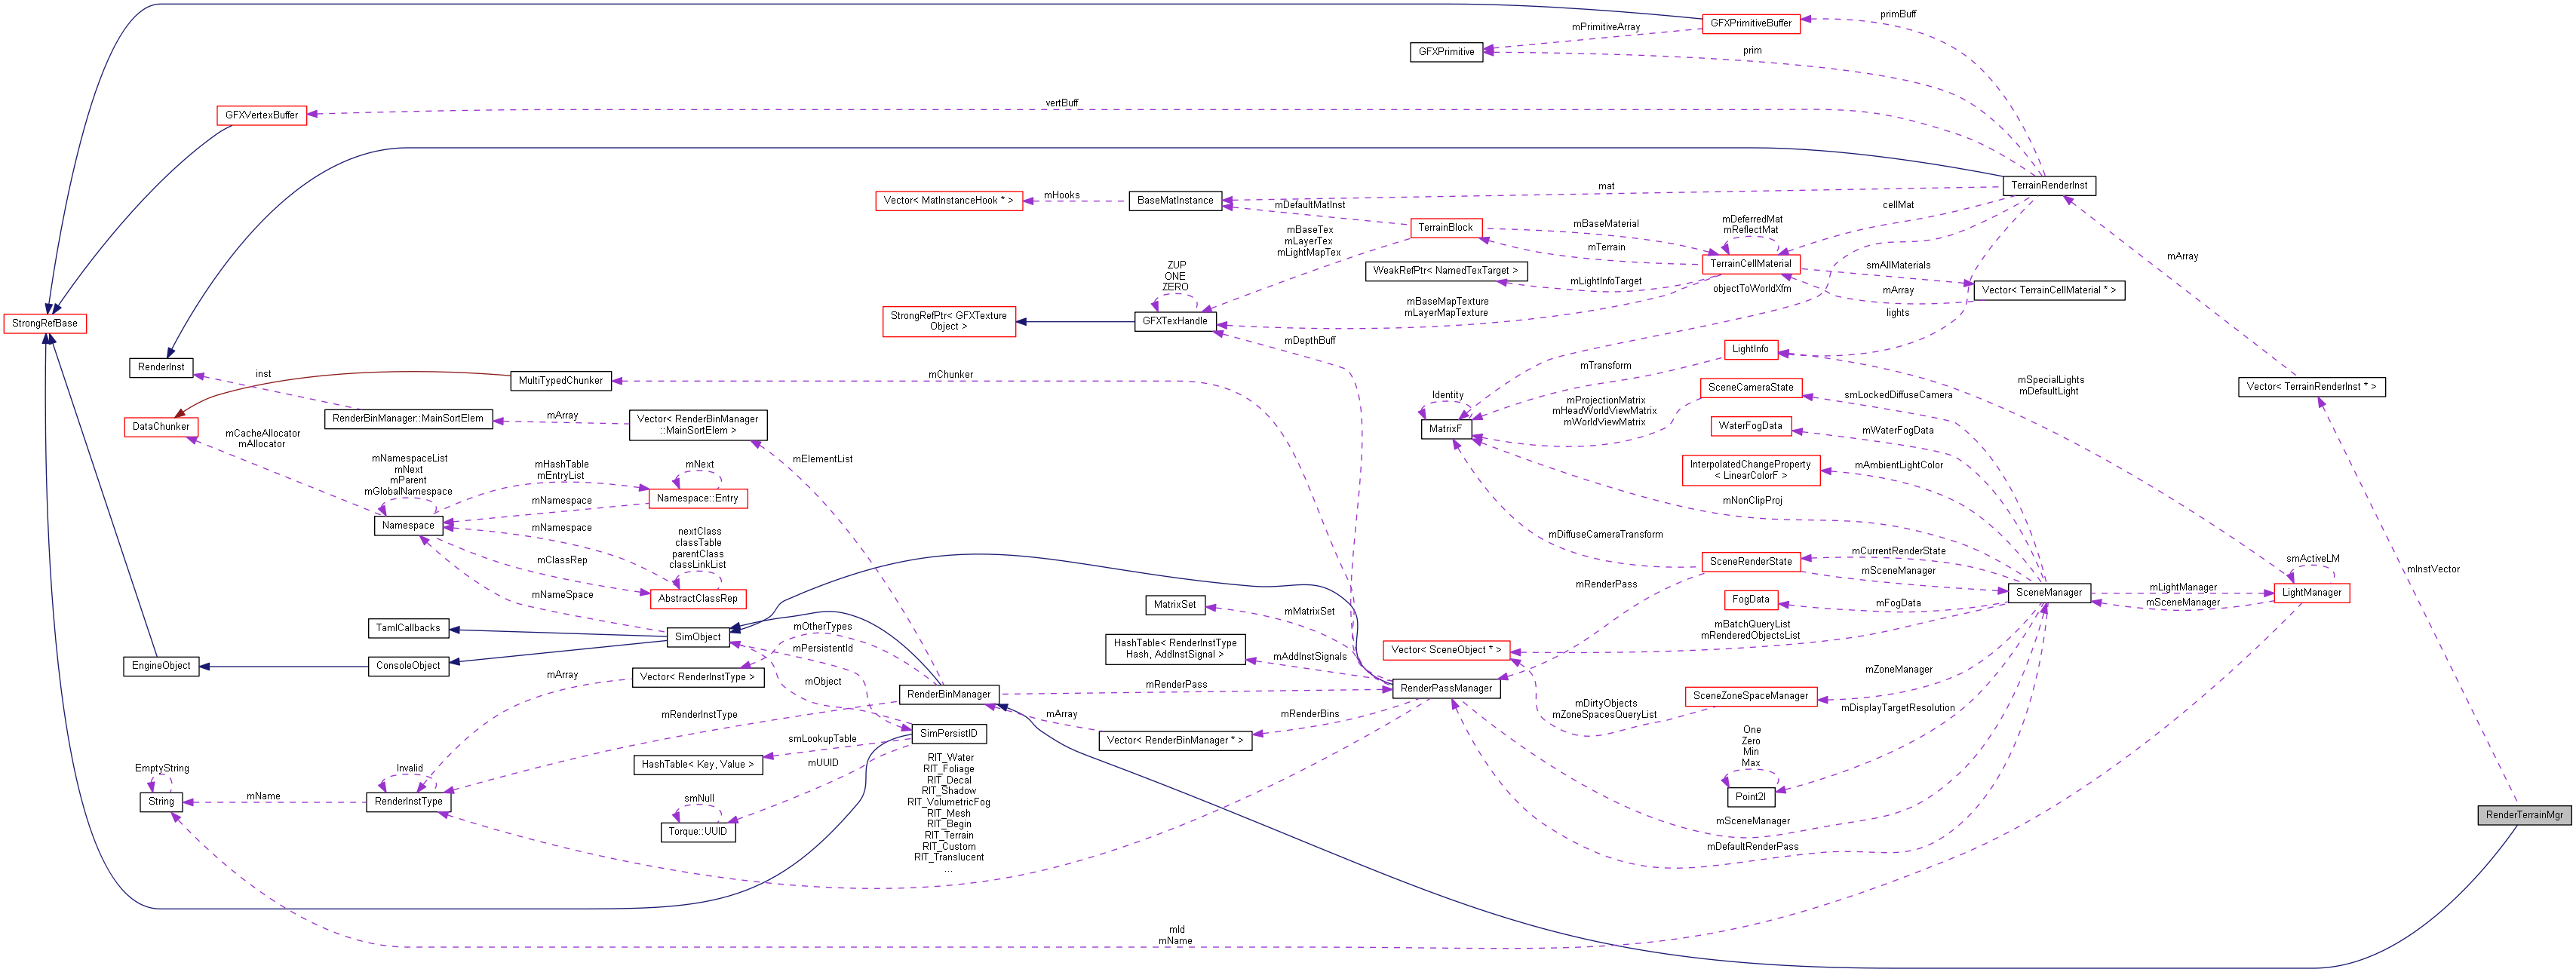 GFXPrimitiveBuffer
primBuff
mPrimitiveArray
GFXPrimitive
prim
vertBuff
GFXVertexBuffer
TerrainRenderInst
mat
Vector< MatInstanceHook * >
mHooks
BaseMatInstance
mDefaultMatInst
cellMat
TerrainBlock
mBaseMaterial
mDeferredMat
mReflectMat
mBaseTex
mLayerTex
mLightMapTex
mTerrain
TerrainCellMaterial
smAllMaterials
mArray
ZUP
ONE
ZERO
WeakRefPtr< NamedTexTarget >
mLightInfoTarget
objectToWorldXfm
Vector< TerrainCellMaterial * >
mArray
lights
mBaseMapTexture
mLayerMapTexture
StrongRefPtr< GFXTexture
Object >
GFXTexHandle
StrongRefBase
mDepthBuff
LightInfo
mTransform
RenderInst
inst
MultiTypedChunker
mChunker
mSpecialLights
mDefaultLight
Vector< TerrainRenderInst * >
SceneCameraState
smLockedDiffuseCamera
Identity
mProjectionMatrix
mHeadWorldViewMatrix
mWorldViewMatrix
MatrixF
RenderBinManager::MainSortElem
mArray
Vector< RenderBinManager
::MainSortElem >
DataChunker
mCacheAllocator
mAllocator
WaterFogData
mWaterFogData
mElementList
InterpolatedChangeProperty
< LinearColorF >
mAmbientLightColor
mNamespaceList
mNext
mParent
mGlobalNamespace
mHashTable
mEntryList
mNext
Namespace::Entry
mNamespace
mNonClipProj
Namespace
mNamespace
nextClass
classTable
parentClass
classLinkList
mDiffuseCameraTransform
mClassRep
AbstractClassRep
mNameSpace
SceneRenderState
mCurrentRenderState
mSceneManager
mRenderPass
SceneManager
mLightManager
mSceneManager
smActiveLM
LightManager
mInstVector
FogData
mFogData
MatrixSet
mMatrixSet
TamlCallbacks
SimObject
mOtherTypes
mPersistentId
HashTable< RenderInstType
Hash, AddInstSignal >
mAddInstSignals
mBatchQueryList
mRenderedObjectsList
Vector< SceneObject * >
EngineObject
ConsoleObject
mArray
Vector< RenderInstType >
mObject
RenderBinManager
mRenderPass
RenderPassManager
mZoneManager
SceneZoneSpaceManager
mDisplayTargetResolution
mDirtyObjects
mZoneSpacesQueryList
mRenderInstType
mArray
mRenderBins
SimPersistID
Vector< RenderBinManager * >
smLookupTable
HashTable< Key, Value >
mUUID
One
Zero
Min
Max
Point2I
EmptyString
String
mName
Invalid
RenderInstType
smNull
Torque::UUID
RIT_Water
RIT_Foliage
RIT_Decal
RIT_Shadow
RIT_VolumetricFog
RIT_Mesh
RIT_Begin
RIT_Terrain
RIT_Custom
RIT_Translucent
...
mSceneManager
mDefaultRenderPass
RenderTerrainMgr
mArray
mId
mName